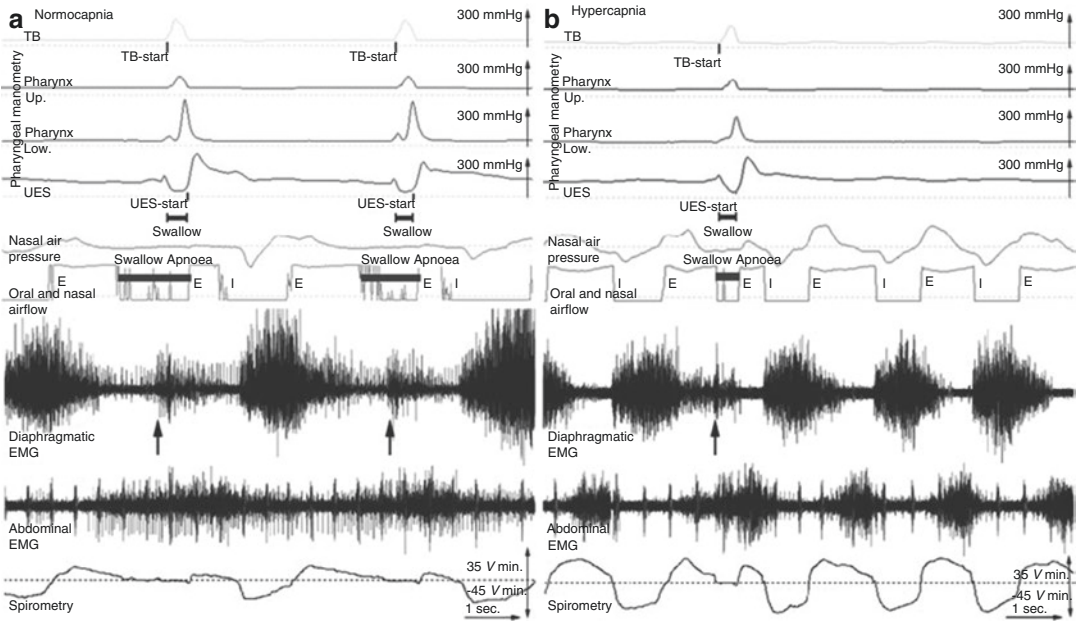 a
Normocapnia
TB
TB-start
TB-start
300 mmHg
Pharyngeal manometry
Pharynx
Up.
300 mmHg
Pharynx
Low.
300 mmHg
UES
300 mmHg
UES-start
UES-start
Swallow
Swallow
Nasal air
pressure
Swallow Apnoea
Swallow Apnoea
E
E
I
E
E
I
Oral and nasal
airflow
Diaphragmatic
EMG
Abdominal
EMG
35 V min.
-45 V min.
Spirometry
1 sec.
b
Hypercapnia
TB
TB-start
300 mmHg
Pharyngeal manometry
Pharynx
Up.
300 mmHg
Pharynx
Low.
300 mmHg
UES
300 mmHg
UES-start
Swallow
Nasal air
pressure
Swallow Apnoea
I
E
E
I
E
I
E
I
E
Oral and nasal
airflow
Diaphragmatic
EMG
Abdominal
EMG
35 V min.
-45 V min.
Spirometry
1 sec.